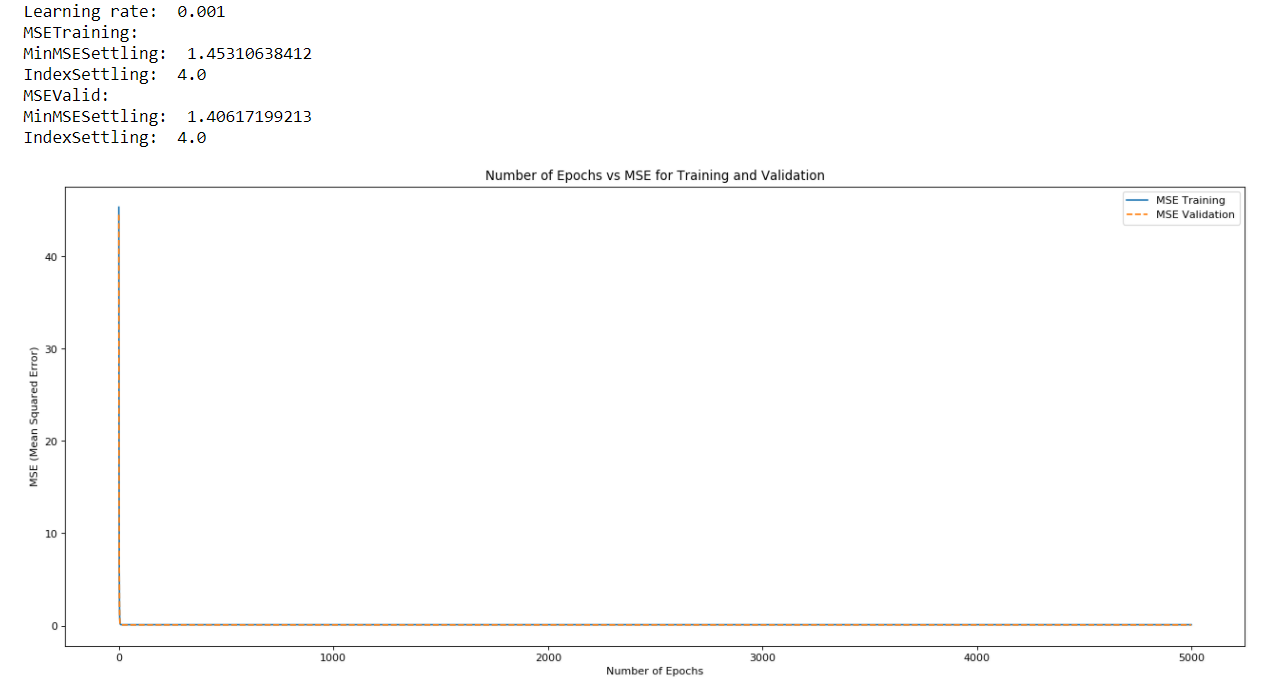 Learning rate:  0.001
MSETraining:
MinMSESettling:  1.45310638412
IndexSettling:  4.0
MSEValid:
MinMSESettling:  1.40617199213
IndexSettling:  4.0
Number of Epochs vs MSE for Training and Validation
MSE Training
MSE Validation
MSE (Mean Squared Error)
40
30
20
10
0
0 1000 2000 3000 4000 5000
Number of Epochs